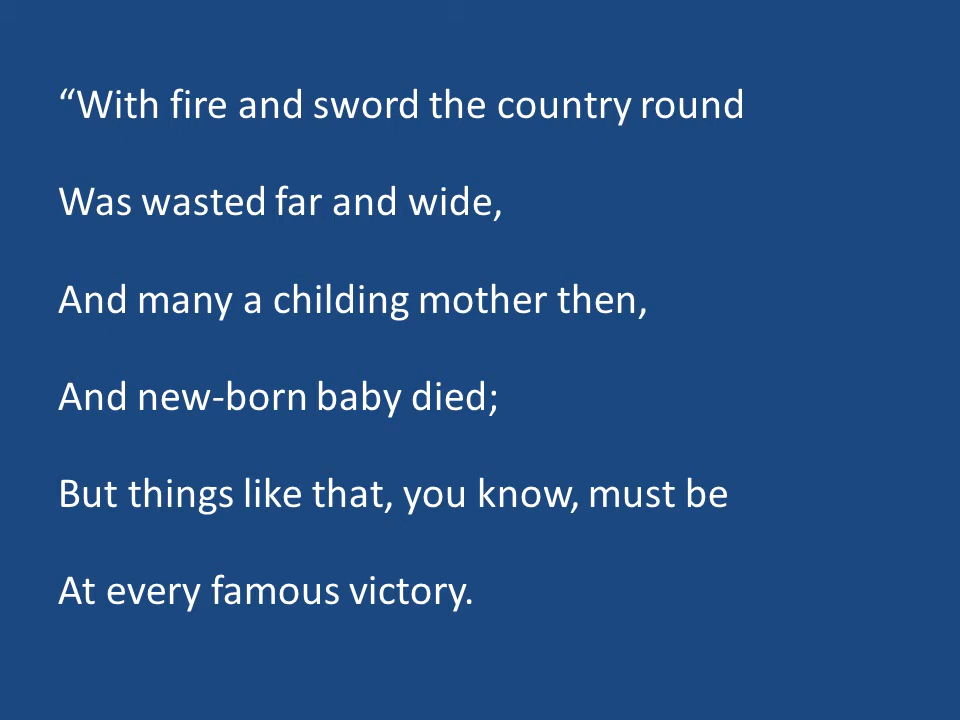 “With fire and sword the country round
Was wasted far and wide,
And many a childing mother then,
And new-born baby died;
But things like that, you know, must be
At every famous victory.